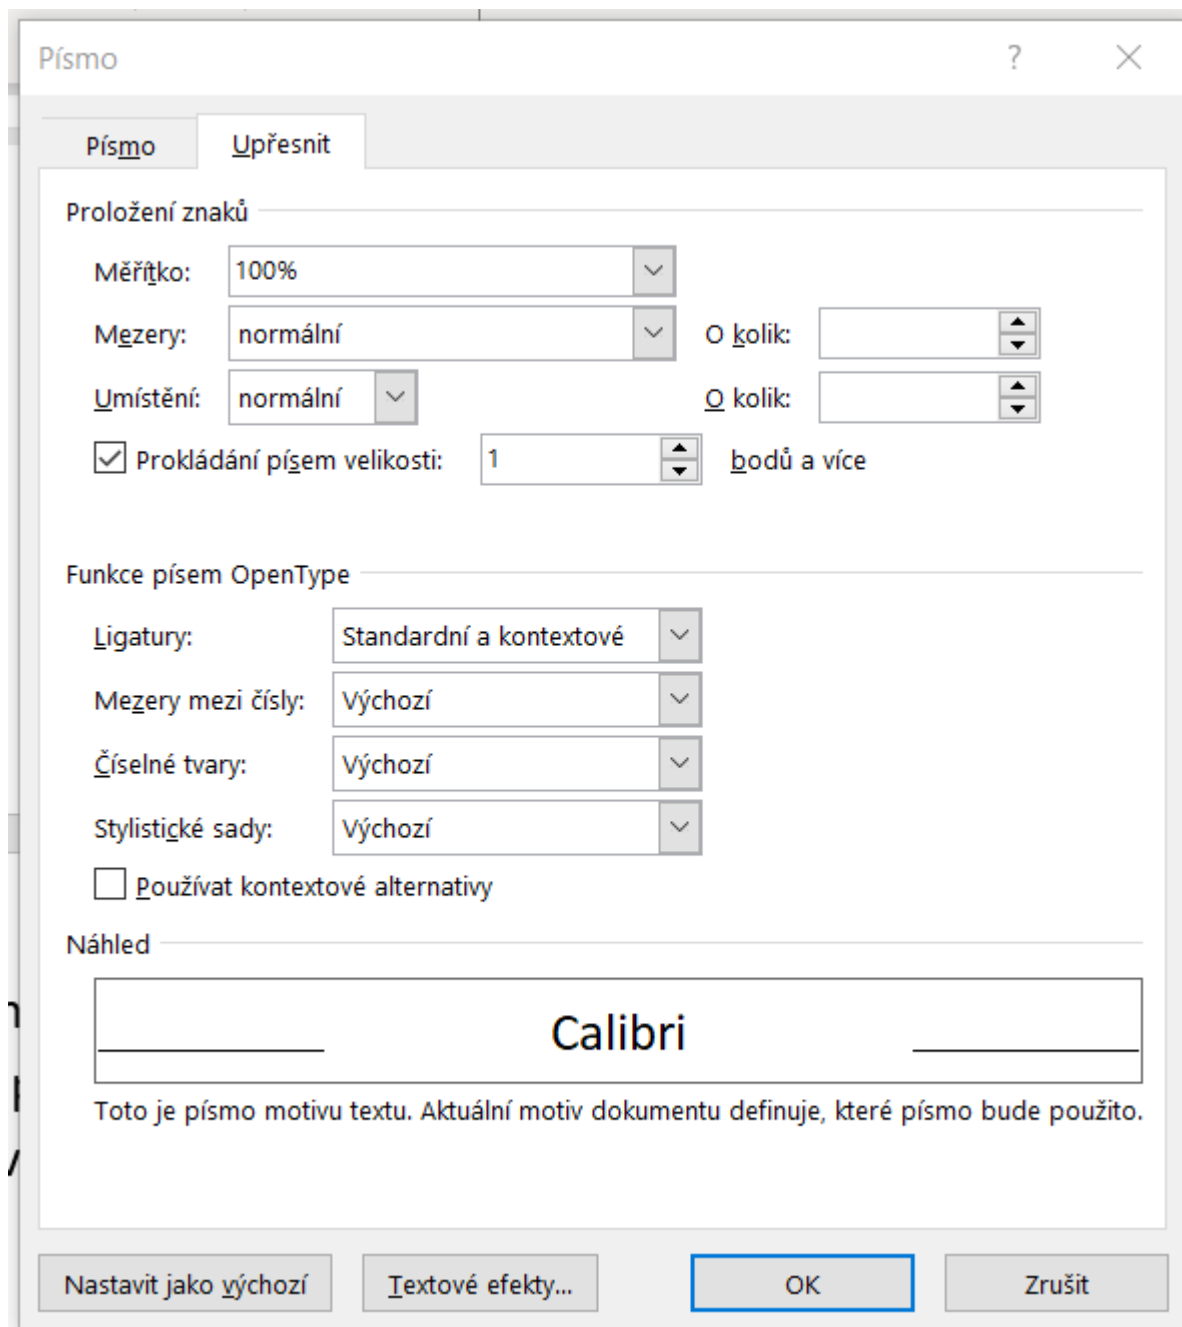 Písmo ?
Písmo Upřesnit
Proložení znaků
Měřítko: 100%
Mezery: normální O kolik:
Umístění: normální O kolik:
Prokládání písem velikosti: 1 bodů a více
Funkce písem OpenType
Ligatury: Standardní a kontextové
Mezery mezi čísly: Výchozí
Číselné tvary: Výchozí
Stylistické sady: Výchozí
Používat kontextové alternativy
Náhled
Calibri
Toto je písmo motivu textu. Aktuální motiv dokumentu definuje, které písmo bude použito.
Nastavit jako výchozí Textové efekty... OK Zrušit